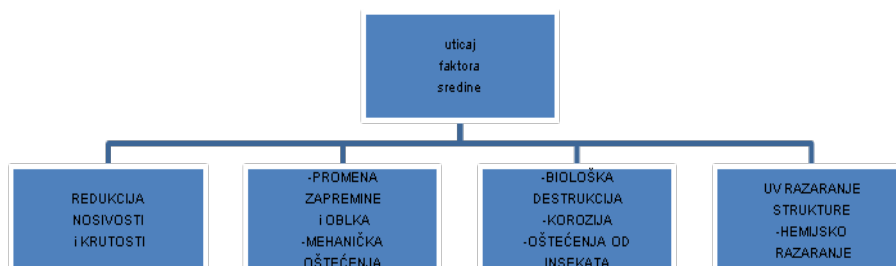 uticaj
faktora
sredine
REDUKCIJA
NOSIVOSTI
i KRUTOSTI
-PROMENA
ZAPREMINE
i OBLKA
-MEHANIČKA
OŠTEĆENJA
-BIOLOŠKA
DESTRUKCIJA
-KOROZIJA
-OŠTEĆENJA OD
INSEKATA
UV RAZARANJE
STRUKTURE
-HEMIJSKO
RAZARANJE